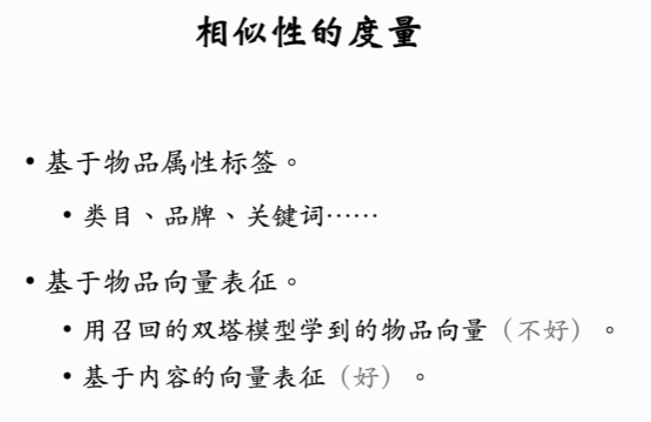 相似性的度量
• 基于物品属性标签。
• 类目、品牌、关键词……
• 基于物品向量表征。
• 用召回的双塔模型学到的物品向量（不好）。
• 基于内容的向量表征（好）。